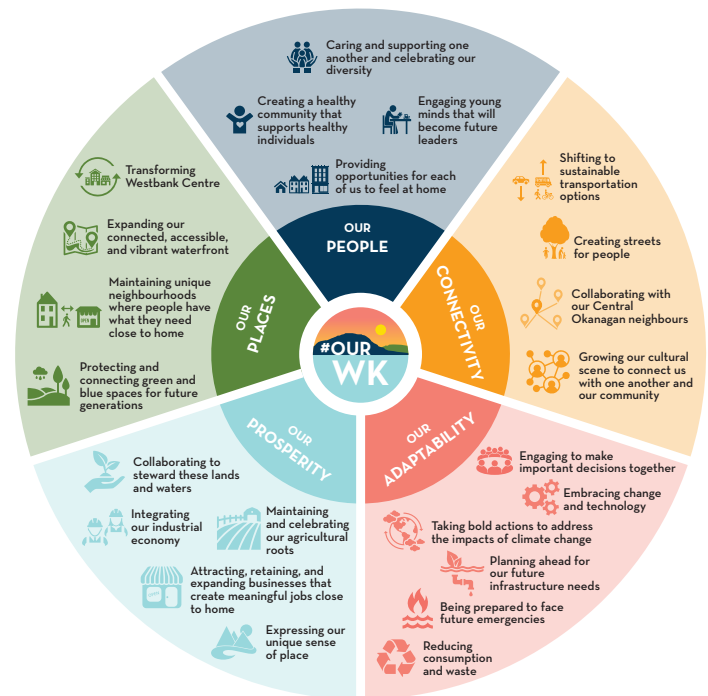 Caring and supporting one
another and celebrating our
diversity
Creating a healthy
community that
supports healthy
individuals
Engaging young
minds that will
become future
leaders
Providing
opportunities for each
of us to feel at home
OUR
PEOPLE
Shifting to
sustainable
transportation
options
Creating streets
for people
Collaborating with
our Central
Okanagan neighbours
Growing our cultural
scene to connect us
with one another and
our community
OUR
CONNECTIVITY
Engaging to make
important decisions together
Embracing change
and technology
Taking bold actions to address
the impacts of climate change
Planning ahead for
our future
infrastructure needs
Being prepared to face
future emergencies
Reducing
consumption
and waste
OUR
ADAPTABILITY
OUR
PROSPERITY
Collaborating to
steward these lands
and waters
Integrating
our industrial
economy
Maintaining
and celebrating
our agricultural
roots
Attracting, retaining, and
expanding businesses that
create meaningful jobs close
to home
Expressing our
unique sense
of place
Transforming
Westbank Centre
Expanding our
connected, accessible,
and vibrant waterfront
Maintaining unique
neighbourhoods
where people have
what they need
close to home
Protecting and
connecting green and
blue spaces for future
generations
OUR
PLACES
#OUR
WK